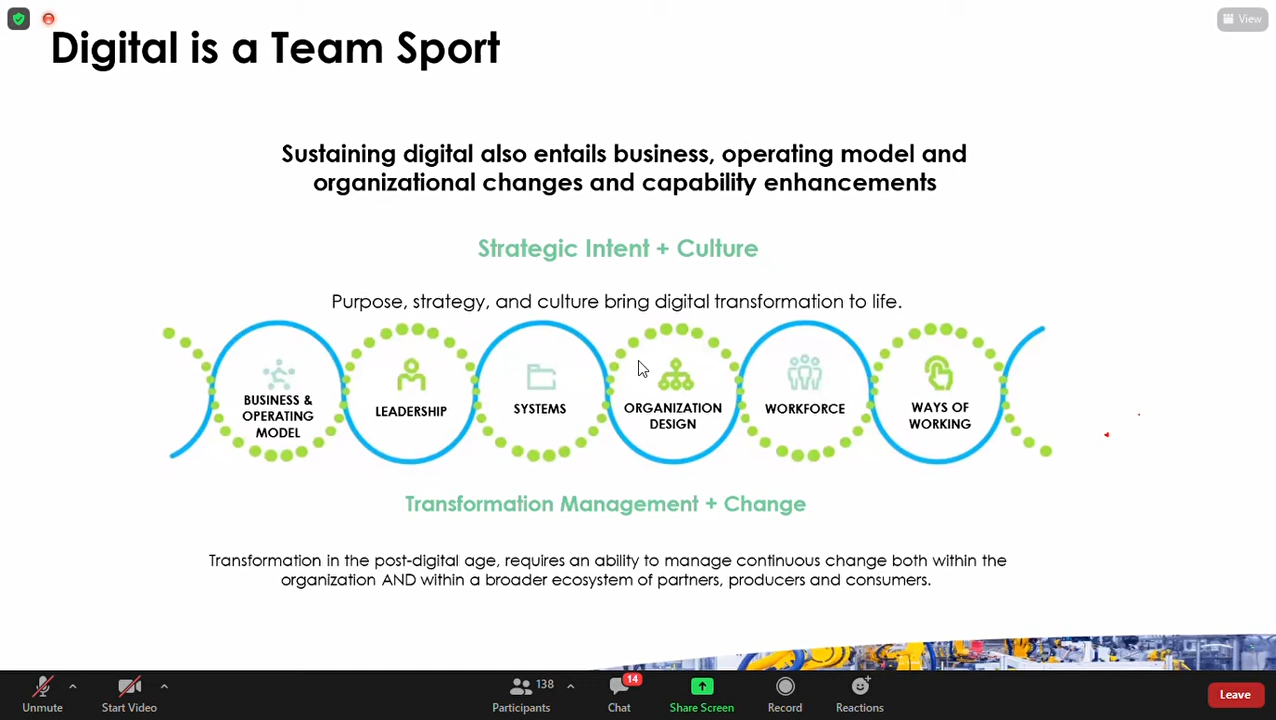 View
Digital is a Team Sport
Sustaining digital also entails business, operating model and
organizational changes and capability enhancements
Strategic Intent + Culture
Purpose, strategy, and culture bring digital transformation to life.
BUSINESS &
OPERATING
MODEL
LEADERSHIP
SYSTEMS
ORGANIZATION
DESIGN
WORKFORCE
WAYS OF
WORKING
Transformation Management + Change
Transformation in the post-digital age, requires an ability to manage continuous change both within the
organization AND within a broader ecosystem of partners, producers and consumers.
138
14
Unmute
Start Video
Participants
Chat
Share Screen
Record
Reactions
Leave